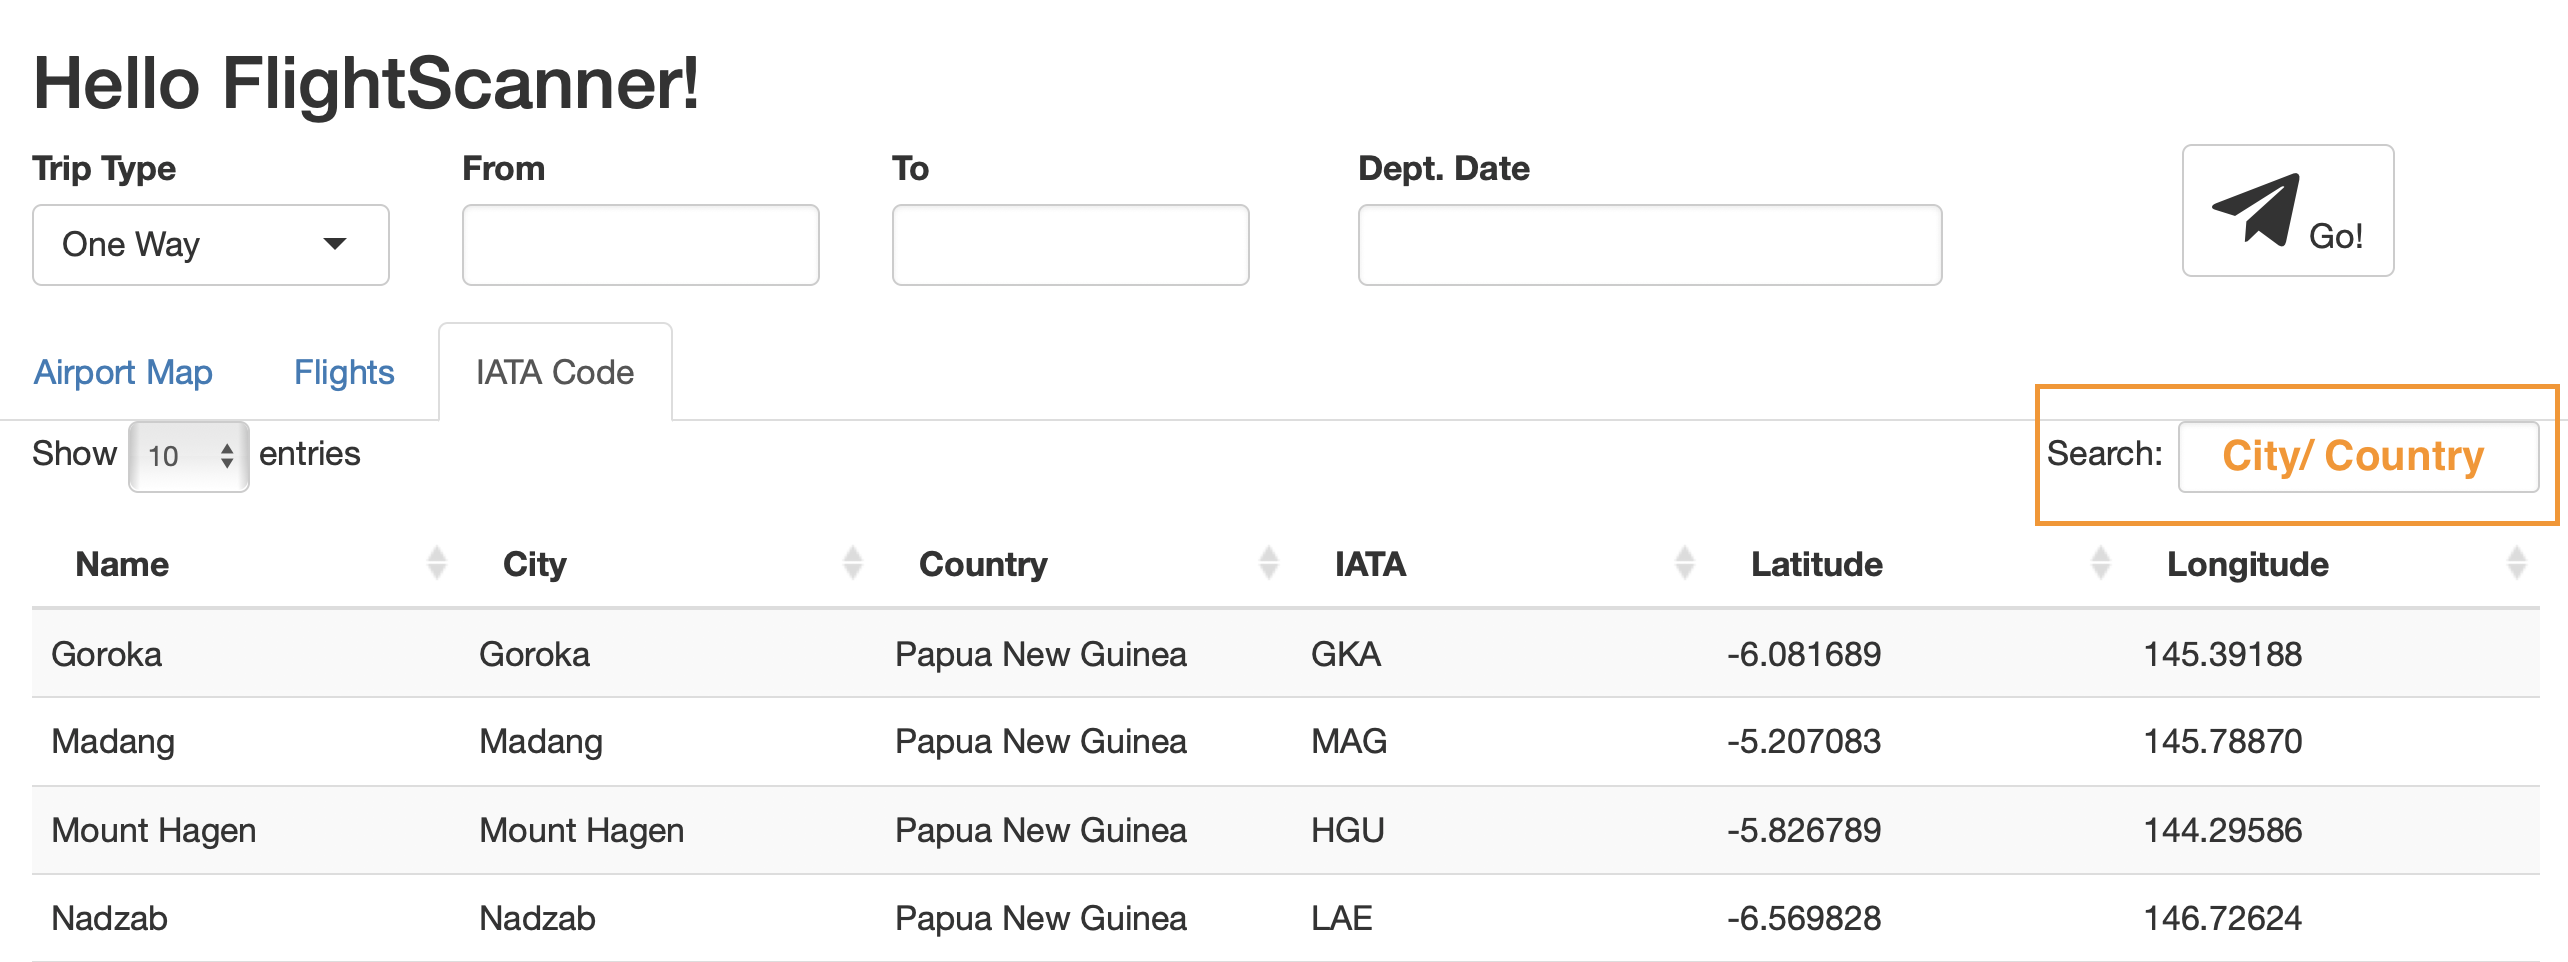 Hello FlightScanner!
Trip Type From To Dept. Date
One Way Go!
Airport Map Flights IATA Code
Show 10 entries Search: City/ Country
Name City Country IATA Latitude Longitude
Goroka Goroka Papua New Guinea GKA -6.081689 145.39188
Madang Madang Papua New Guinea MAG -5.207083 145.78870
Mount Hagen Mount Hagen Papua New Guinea HGU -5.826789 144.29586
Nadzab Nadzab Papua New Guinea LAE -6.569828 146.72624